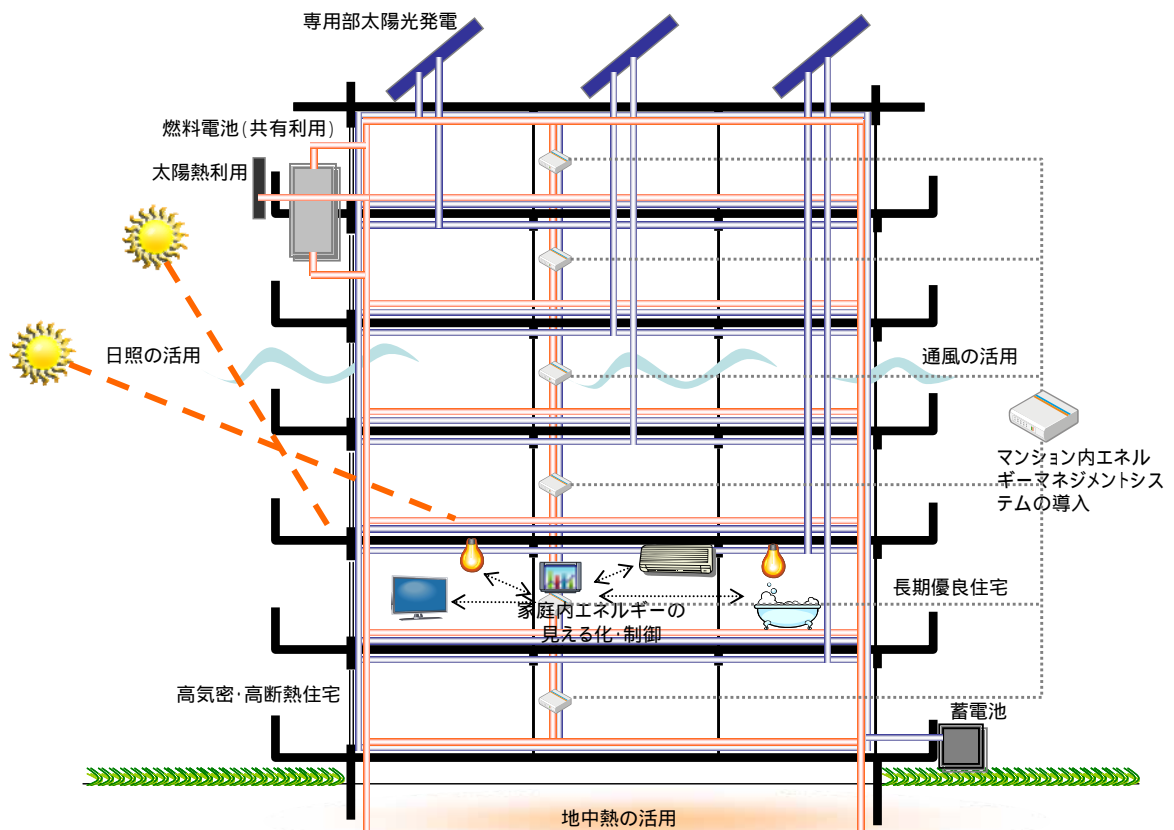 専用部太陽光発電
燃料電池(共有利用)
太陽熱利用
日照の活用
通風の活用
マンション内エネル
ギーマネジメントシス
テムの導入
家庭内エネルギーの
見える化･制御
長期優良住宅
高気密･高断熱住宅
蓄電池
地中熱の活用